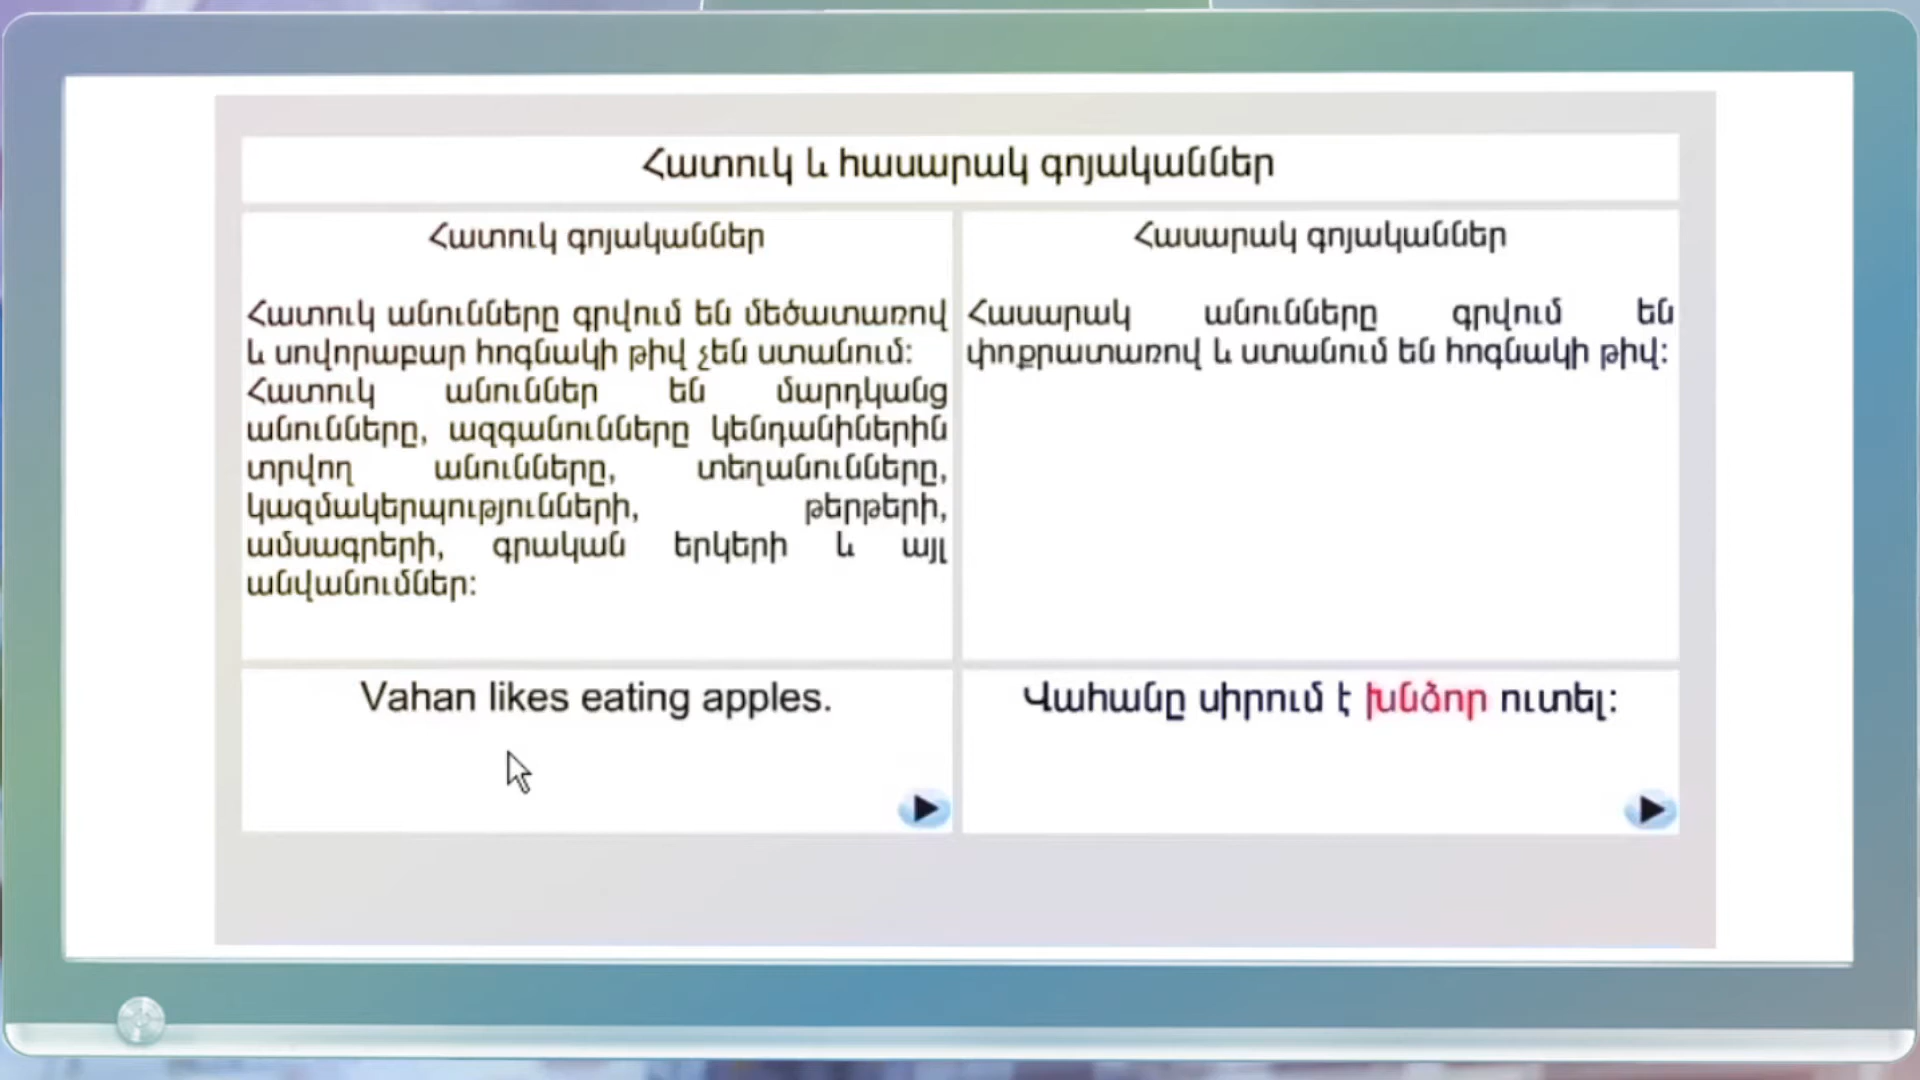 Հատուկ և հասարակ գոյականներ
Հատուկ գոյականներ
Հատուկ անունները գրվում են մեծատառով
և սովորաբար հոգնակի թիվ չեն ստանում:
Հատուկ անուններ են մարդկանց
անունները, ազգանունները կենդանիներին
տրվող անունները, տեղանունները,
կազմակերպությունների, թերթերի,
ամսագրերի, գրական երկերի և այլ
անվանումներ:
Հասարակ գոյականներ
Հասարակ անունները գրվում են
փոքրատառով և ստանում են հոգնակի թիվ:
Vahan likes eating apples.
Վահանը սիրում է խնձոր ուտել: